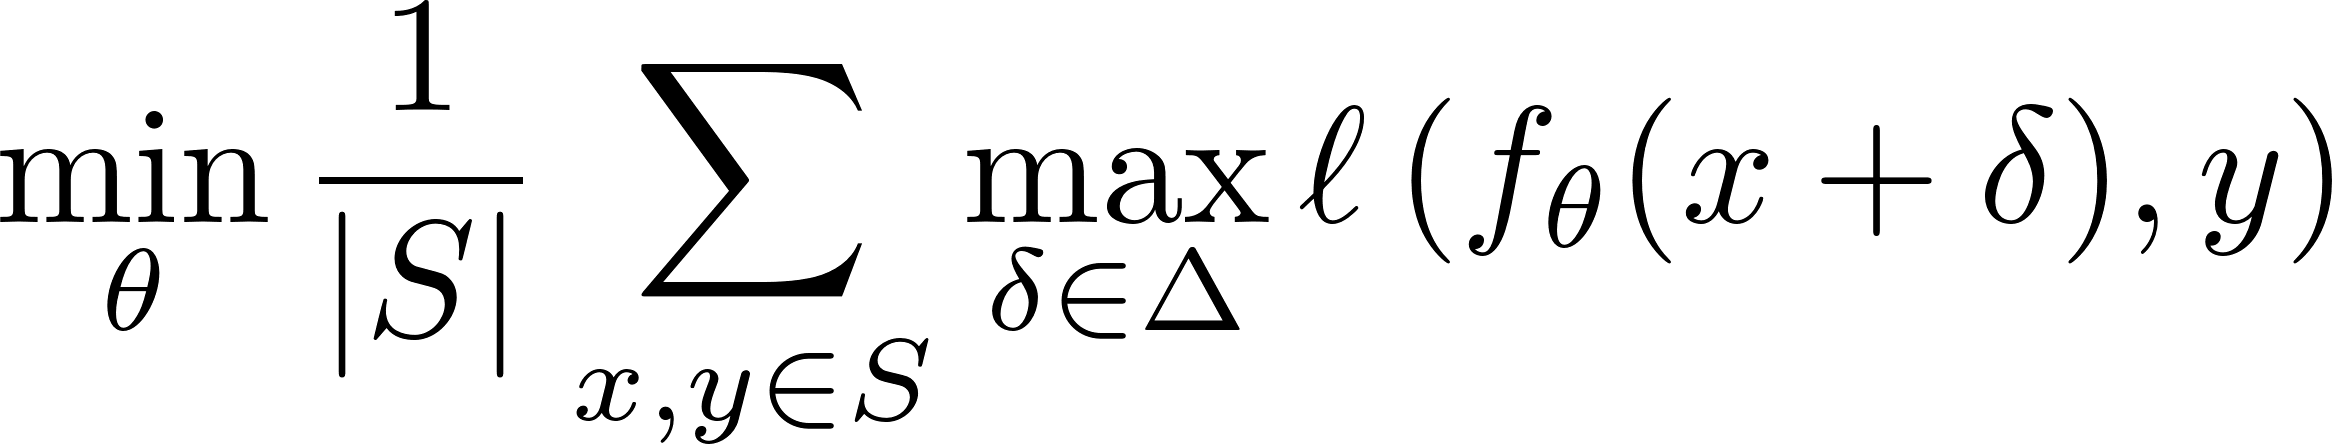 \min_{\theta} \frac{1}{|S|} \sum_{x,y \in S} \max_{\delta \in \Delta} \ell \left( f_{\theta}(x + \delta), y \right)